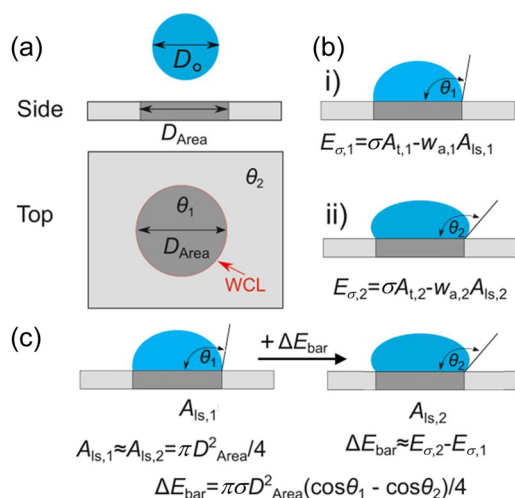 (a)
Dₒ
Side
D_Area
Top
θ₂
θ₁
D_Area
WCL
(b)
i)
θ₁
E_σ,1=σA_t,1-w_a,1A_ls,1
ii)
θ₂
E_σ,2=σA_t,2-w_a,2A_ls,2
(c)
θ₁
+ ΔE_bar
θ₂
A_ls,1
A_ls,2
A_ls,1≈A_ls,2=πD²_Area/4
ΔE_bar≈E_σ,2-E_σ,1
ΔE_bar=πσD²_Area(cosθ₁ - cosθ₂)/4